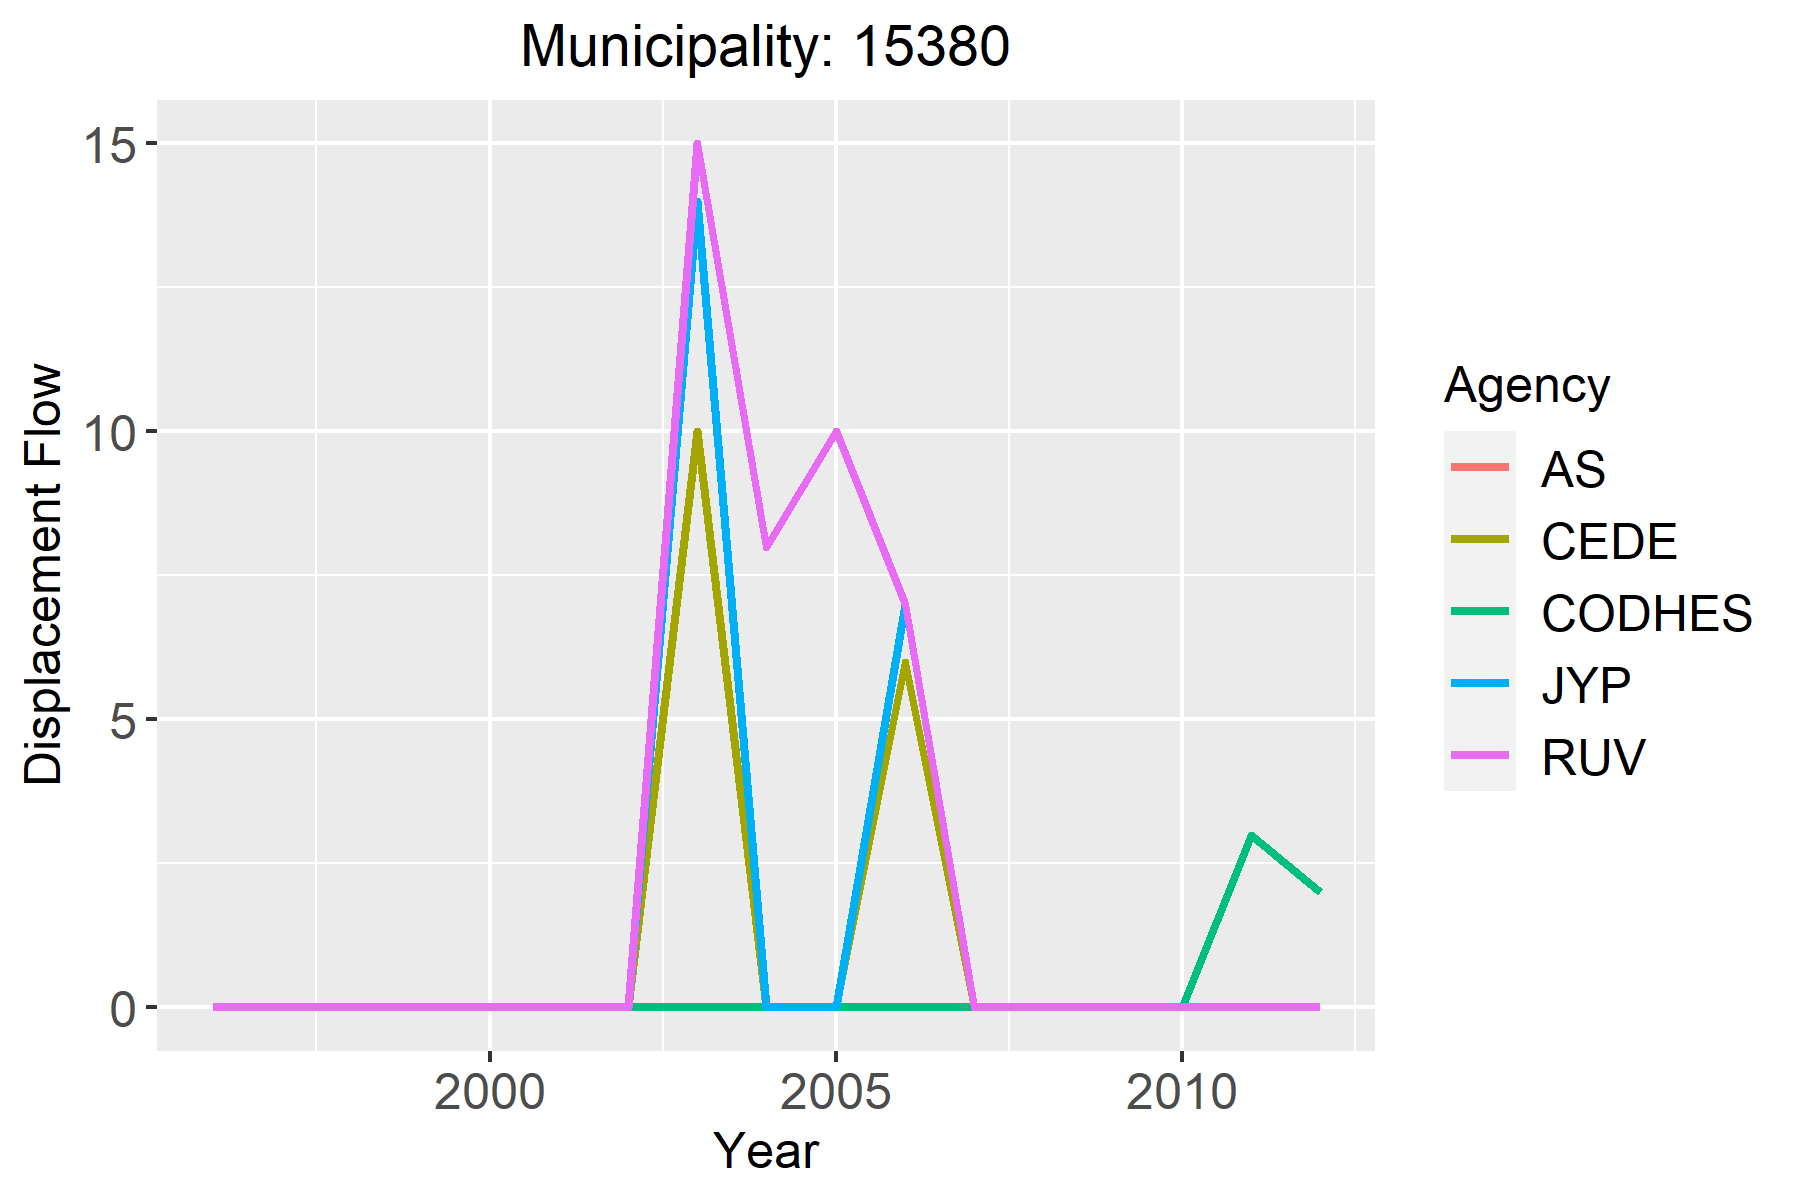 Municipality: 15380
15
10
5
0
Displacement Flow
2000
2005
2010
Year
Agency
AS
CEDE
CODHES
JYP
RUV